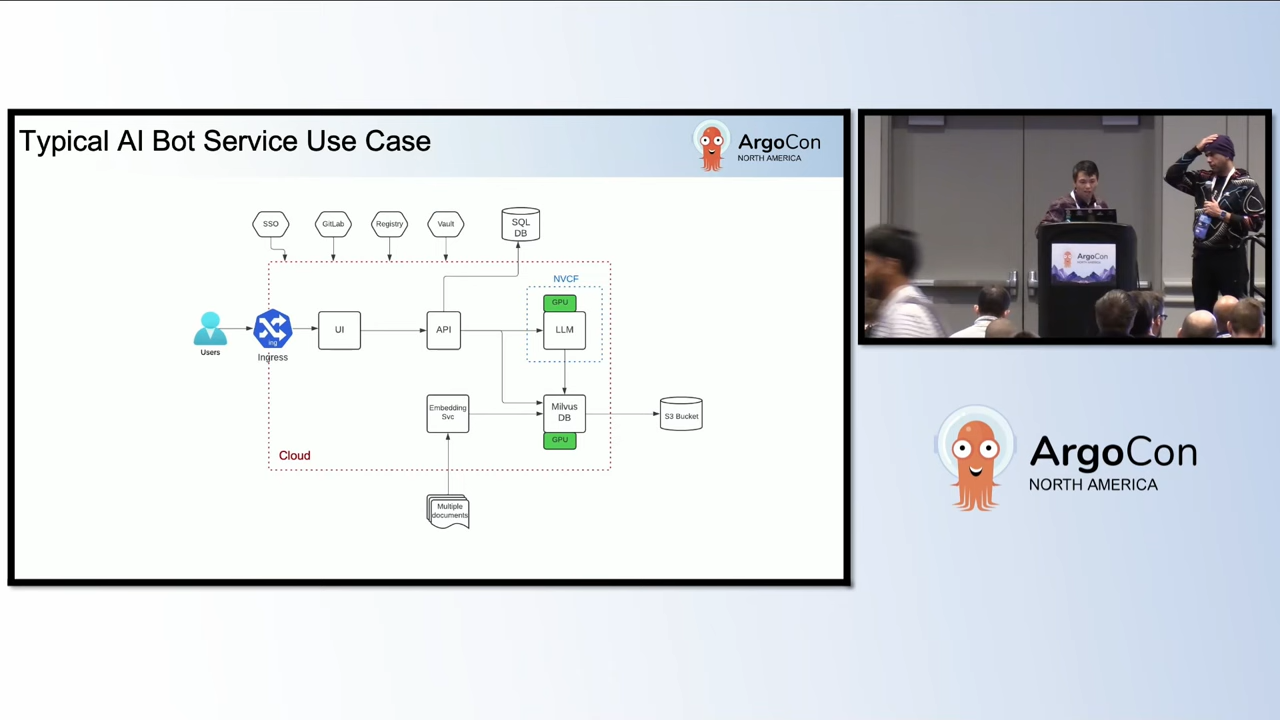 Typical AI Bot Service Use Case
ArgoCon
NORTH AMERICA
SSO
GitLab
Registry
Vault
SQL
DB
NVCF
GPU
Users
ing
Ingress
UI
API
LLM
Embedding
Svc
Milvus
DB
GPU
S3 Bucket
Cloud
Multiple
documents
ArgoCon
ArgoCon
NORTH AMERICA